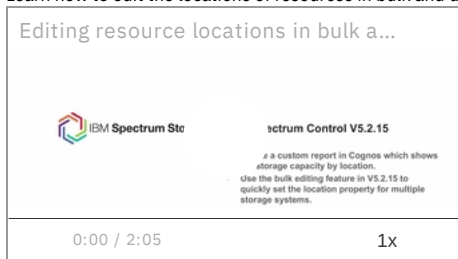 Editing resource locations in bulk a...
IBM Spectrum Sto
ectrum Control V5.2.15
a custom report in Cognos which shows
storage capacity by location.
Use the bulk editing feature in V5.2.15 to
quickly set the location property for multiple
storage systems.
0:00 / 2:05
1x